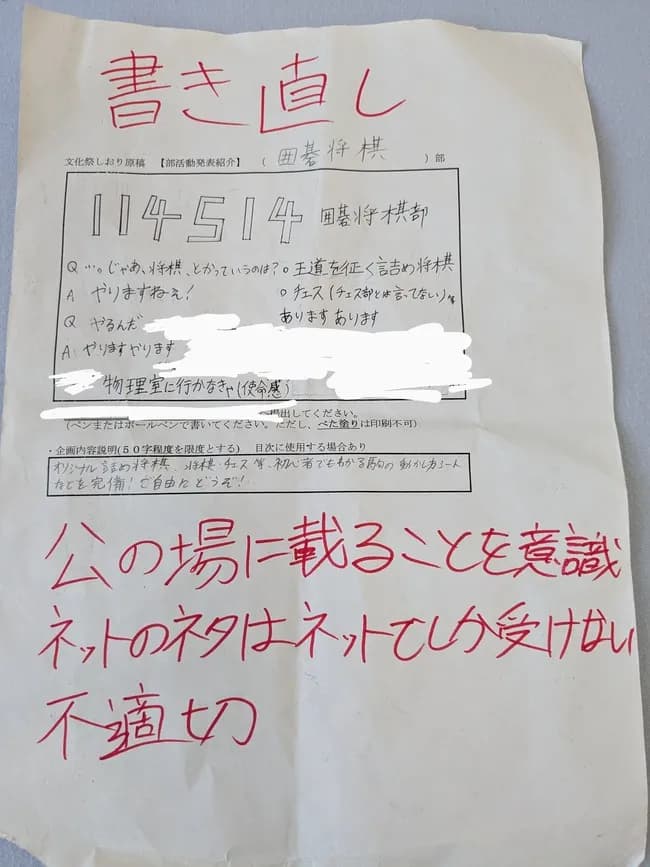 書き直し
文化祭しおり原稿 【部活動発表紹介】 ( 囲碁将棋 ) 部
114514 囲碁将棋部
Q …。じゃあ、将棋、とかっていうのは?
A やりますねぇ!
Q やるんだ
A: やりますやります
○王道を征く詰め将棋
○チェス(チェス部とは言ってない)等
あります あります
物理室に行かなきゃ(使命感)
提出してください。
(ペンまたはボールペンで書いてください。ただし、べた塗りは印刷不可)
・企画内容説明(50字程度を限度とする) 目次に使用する場合あり
オリジナル詰め将棋、将棋・チェス等、初心者でもわかる駒の動かし方シート
などを完備!ご自由にどうぞ!
公の場に載ることを意識
ネットのネタはネットでしか受けない
不適切